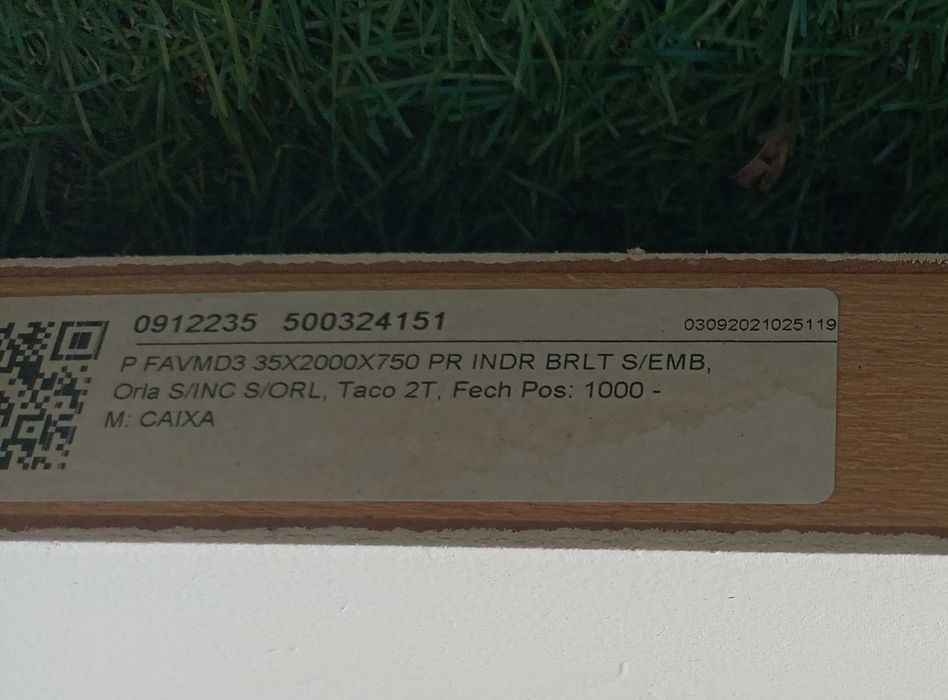 0912235 500324151
03092021025119
P FAVMD3 35X2000X750 PR INDR BRLT S/EMB,
Orla S/INC S/ORL, Taco 2T, Fech Pos: 1000 -
M: CAIXA